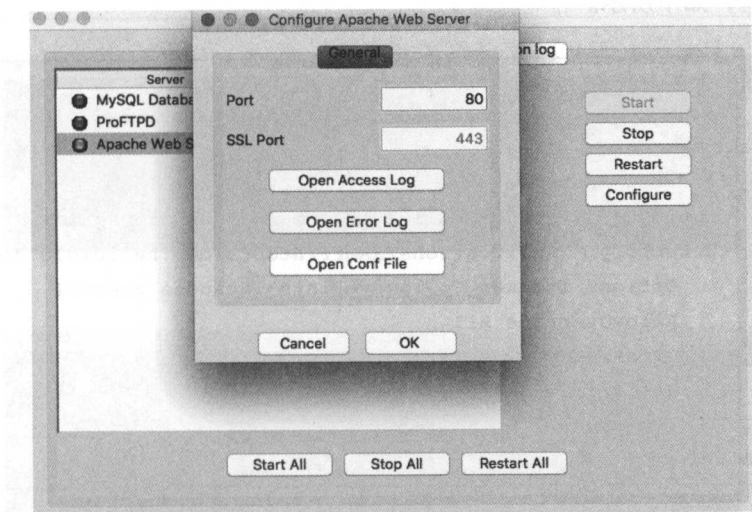 Configure Apache Web Server
General
on log
Server
MySQL Databa
ProFTPD
Apache Web S
Port
80
SSL Port
443
Open Access Log
Open Error Log
Open Conf File
Cancel
OK
Start
Stop
Restart
Configure
Start All
Stop All
Restart All